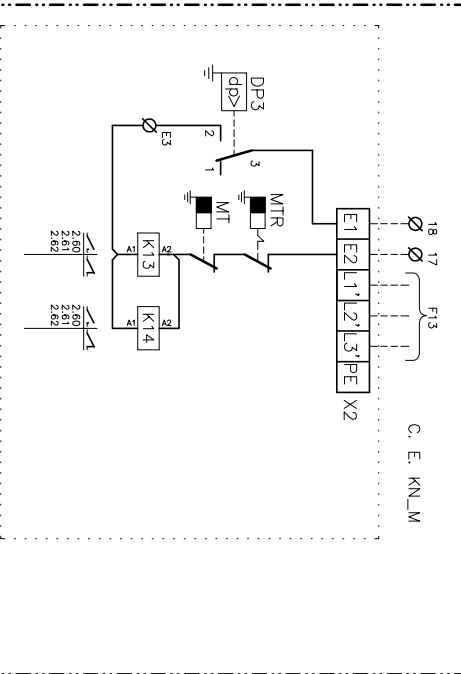 18
17
F13
C. E. KN_M
E1
E2
L1'
L2'
L3'
PE
X2
DP3
dp>
3
2
1
E3
MTR
MT
A2
K13
A1
A2
K14
A1
2.60
2.61
2.62
2.60
2.61
2.62